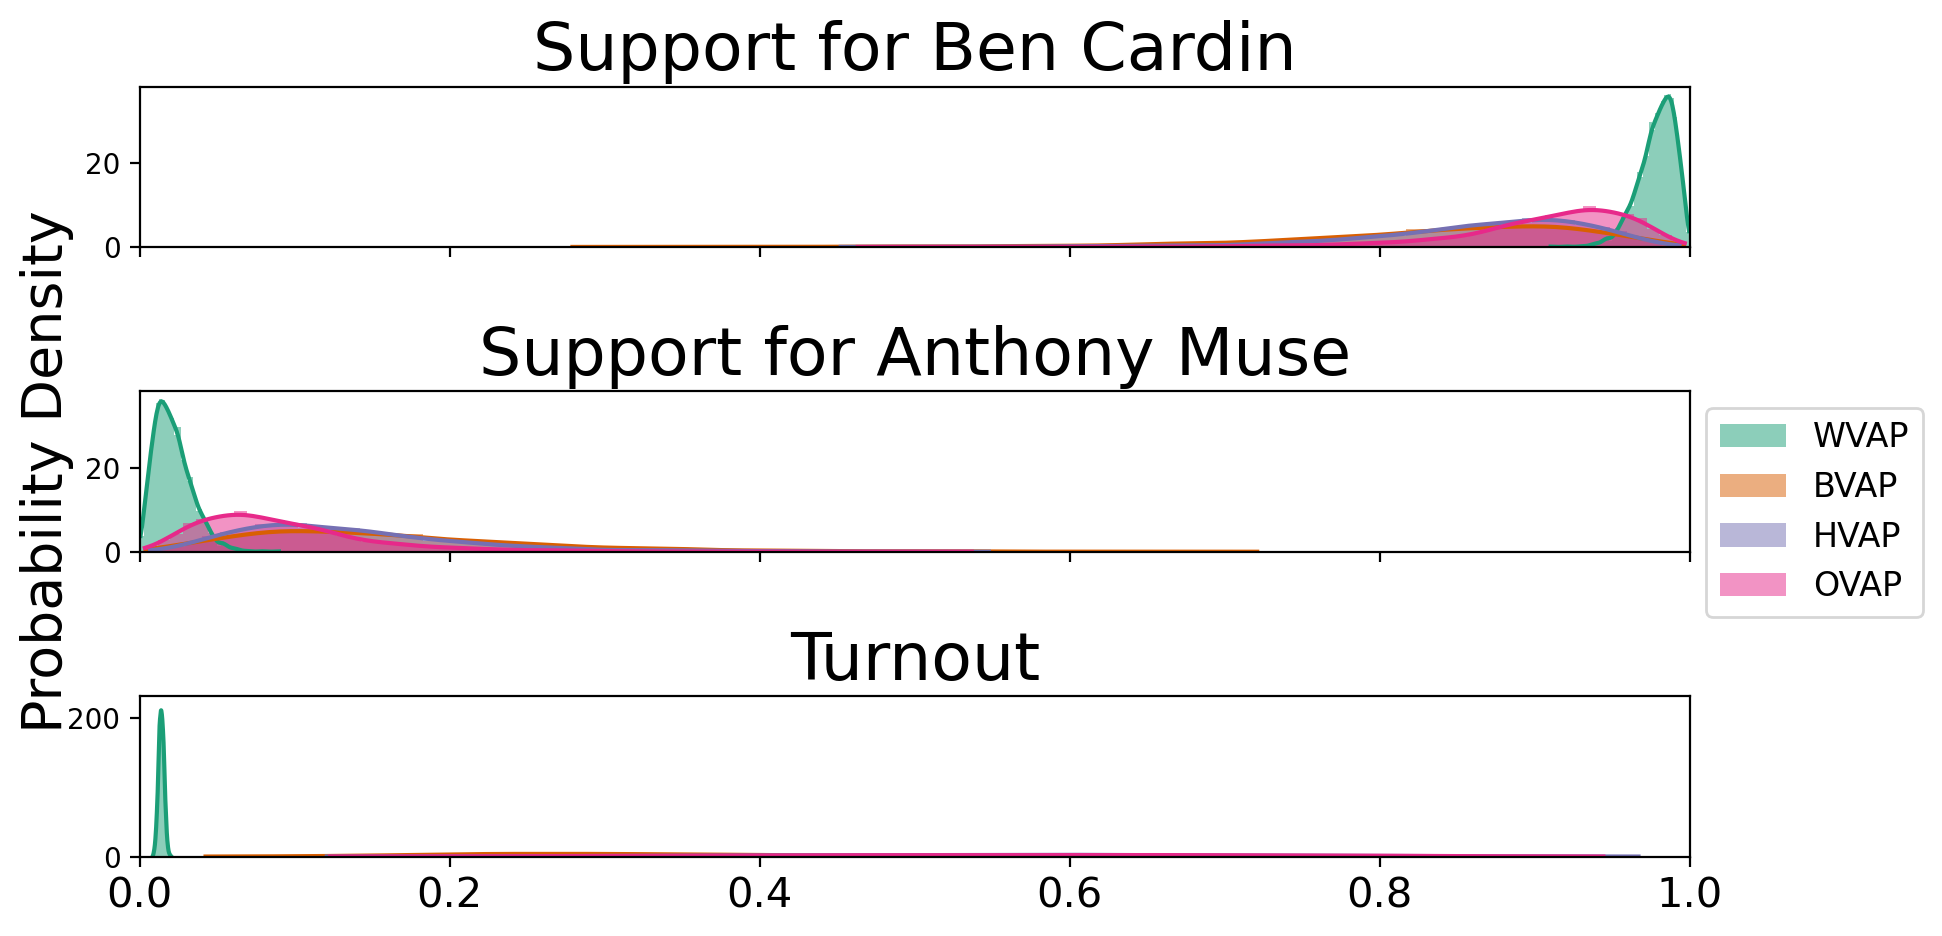 Support for Ben Cardin
20
0
Support for Anthony Muse
20
0
Turnout
200
0
0.0 0.2 0.4 0.6 0.8 1.0
Probability Density
WVAP
BVAP
HVAP
OVAP